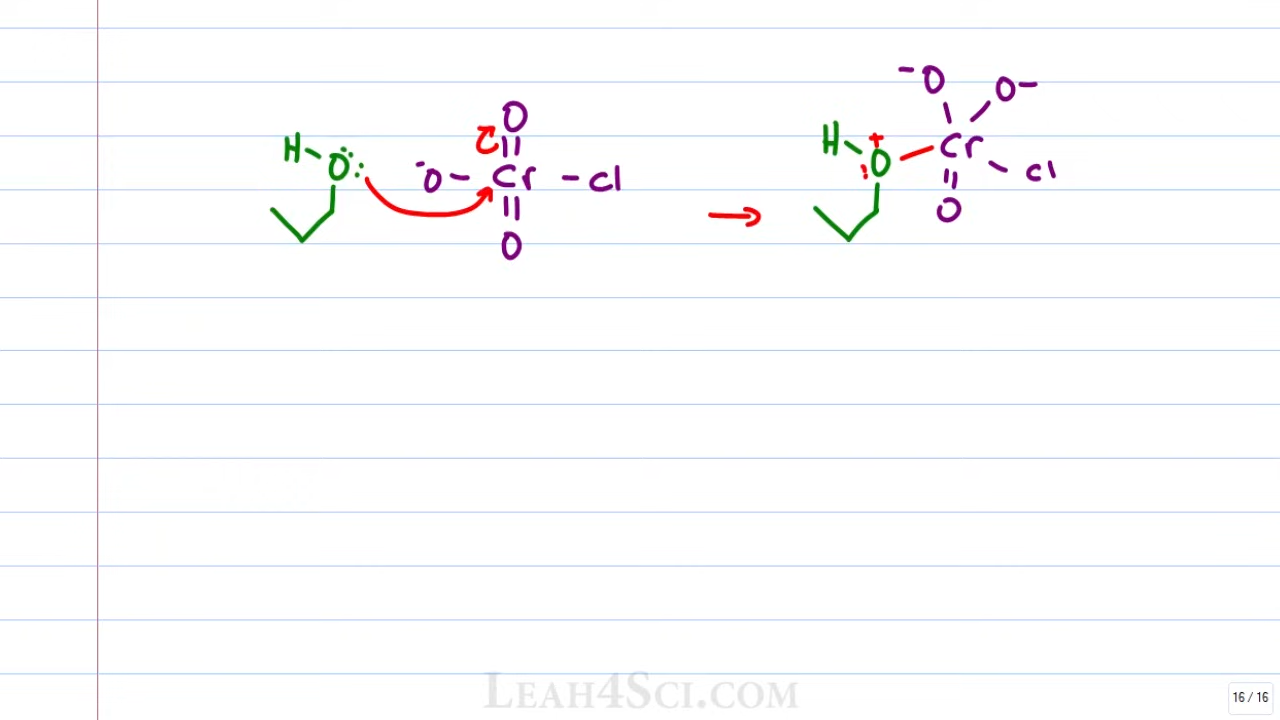 -O O-
O
H O: -O - Cr - Cl H O + Cr Cl
O O
LEAH4SCI.COM
16 / 16